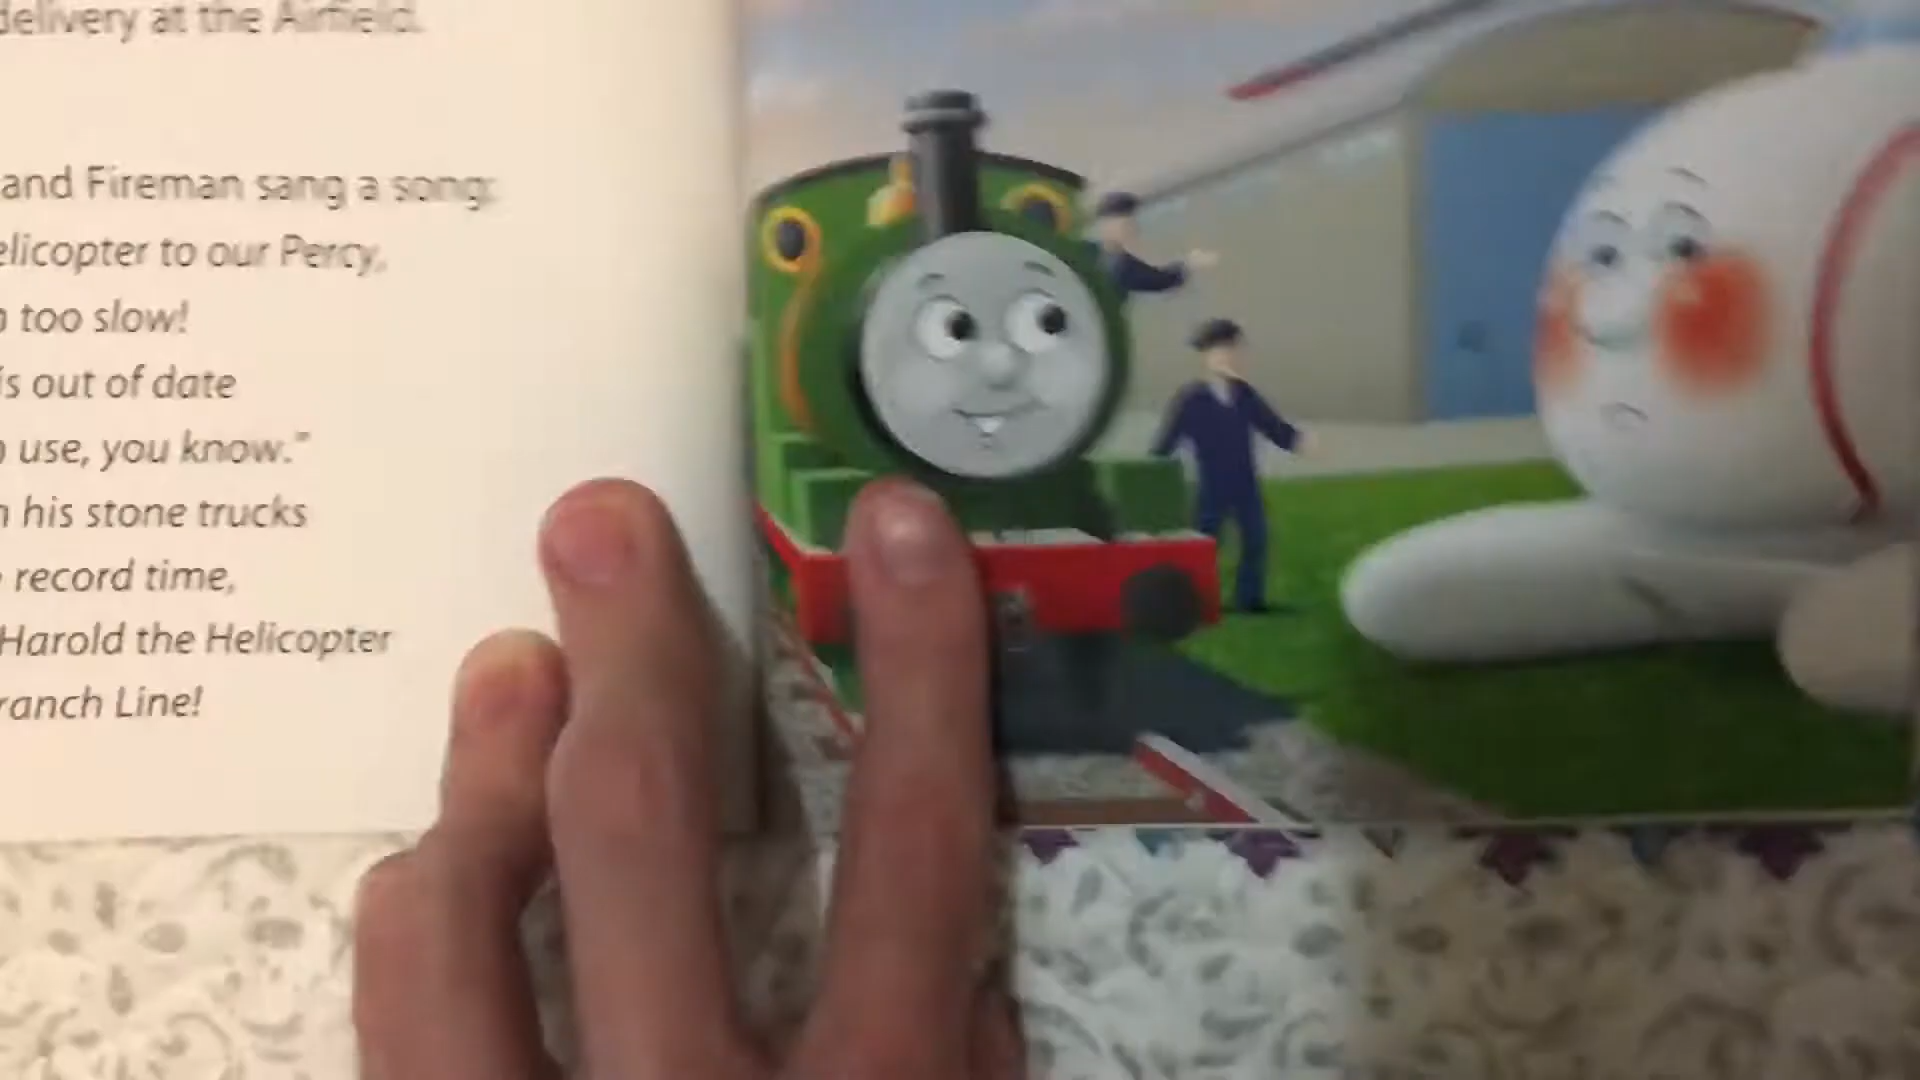 delivery at the Airfield.
and Fireman sang a song:
elicopter to our Percy,
too slow!
is out of date
use, you know."
his stone trucks
record time,
Harold the Helicopter
ranch Line!